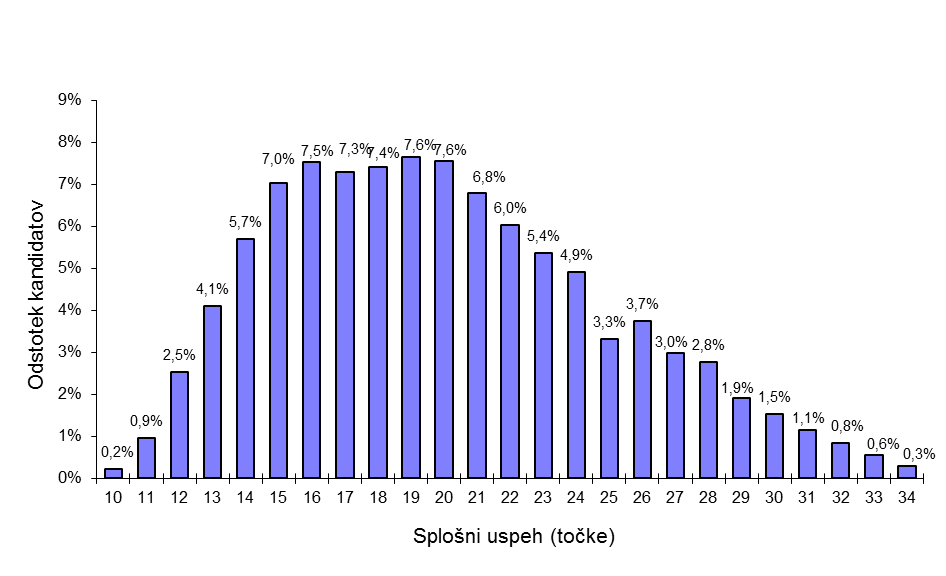 9%
8%
7%
6%
5%
4%
3%
2%
1%
0%
Odstotek kandidatov
0,2% 0,9% 2,5% 4,1% 5,7% 7,0% 7,5% 7,3% 7,4% 7,6% 7,6% 6,8% 6,0% 5,4% 4,9% 3,3% 3,7% 3,0% 2,8% 1,9% 1,5% 1,1% 0,8% 0,6% 0,3%
10 11 12 13 14 15 16 17 18 19 20 21 22 23 24 25 26 27 28 29 30 31 32 33 34
Splošni uspeh (točke)